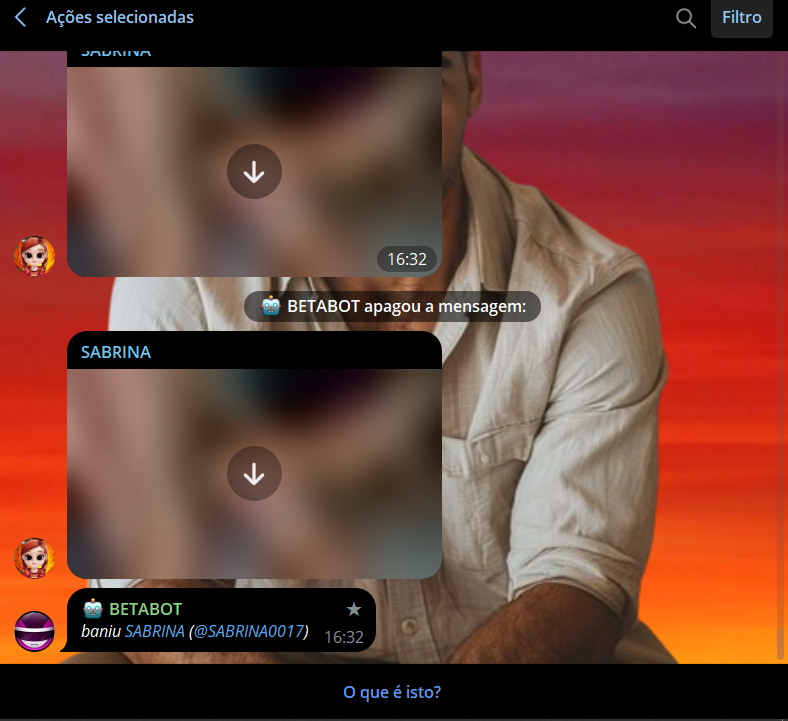 Ações selecionadas
Filtro
SABRINA
16:32
BETABOT apagou a mensagem:
SABRINA
BETABOT
baniu SABRINA (@SABRINA0017)
16:32
O que é isto?